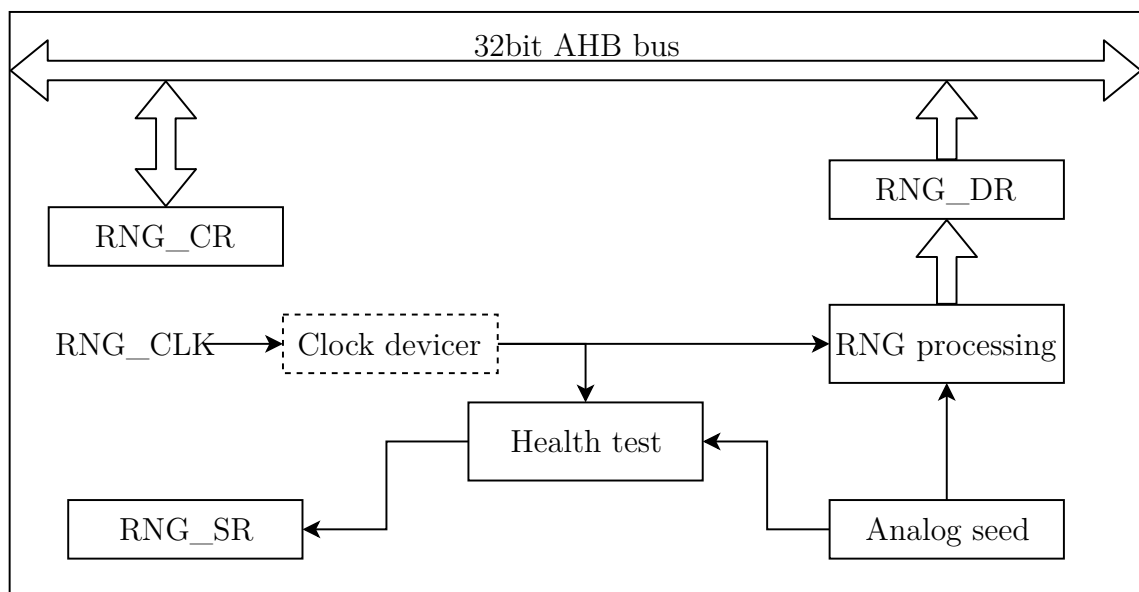 32bit AHB bus
RNG_DR
RNG_CR
RNG_CLK
Clock devicer
RNG processing
Health test
RNG_SR
Analog seed